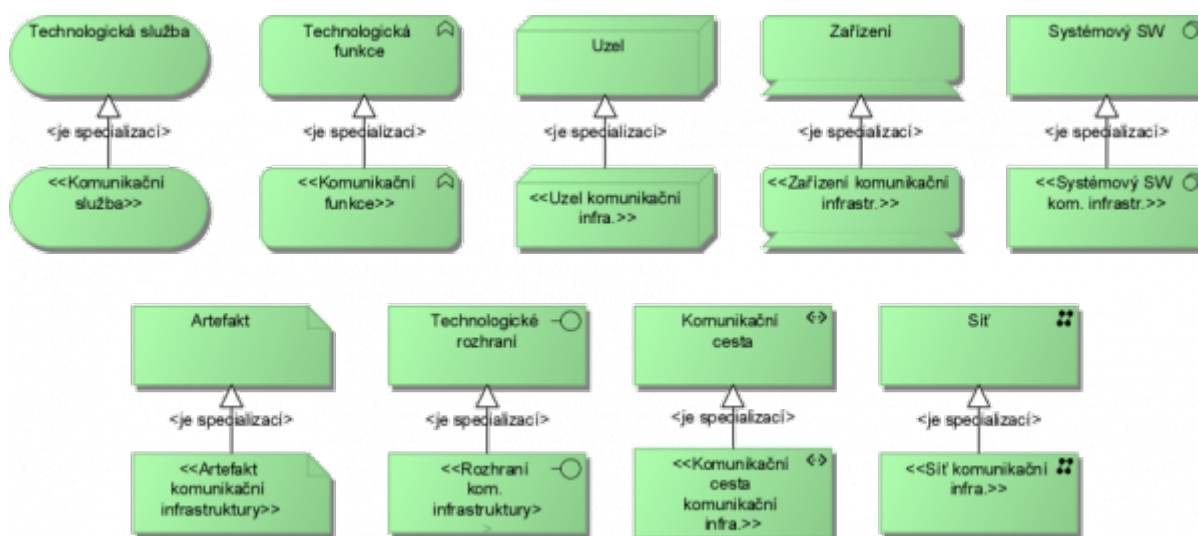 Technologická služba
Technologická
funkce
Uzel
Zařízení
Systémový SW
<je specializací>
<je specializací>
<je specializací>
<je specializací>
<je specializací>
<<Komunikační
služba>>
<<Komunikační
funkce>>
<<Uzel komunikační
infra.>>
<<Zařízení komunikační
infrastr.>>
<<Systémový SW
kom. infrastr.>>
Artefakt
Technologické
rozhraní
Komunikační
cesta
Síť
<je specializací>
<je specializací>
<je specializací>
<je specializací>
<<Artefakt
komunikační
infrastruktury>>
<<Rozhraní
kom.
infrastruktury>
>
<<Komunikační
cesta
komunikační
infra.>>
<<Síť komunikační
infra.>>